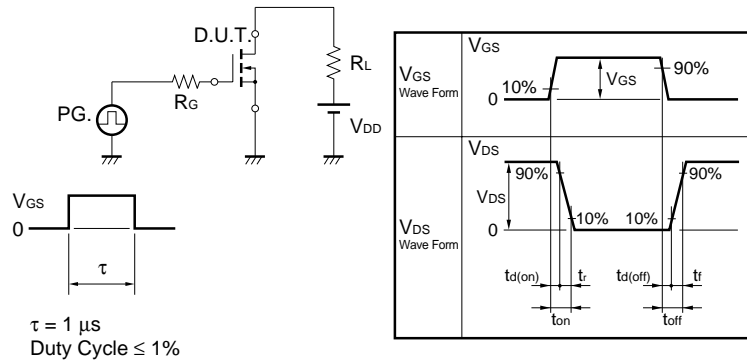 D.U.T.
RL
RG
PG.
VDD
VGS
0
τ
τ = 1 μs
Duty Cycle ≤ 1%
VGS
Wave Form
VGS
10%
VGS
90%
0
VDS
Wave Form
VDS
90%
VDS
10%
10%
90%
0
td(on)
tr
td(off)
tf
ton
toff